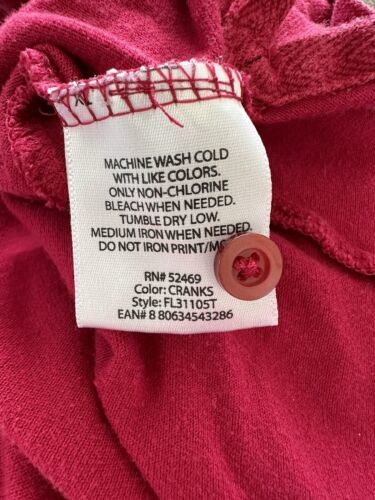 MACHINE WASH COLD
WITH LIKE COLORS.
ONLY NON-CHLORINE
BLEACH WHEN NEEDED.
TUMBLE DRY LOW.
MEDIUM IRON WHEN NEEDED.
DO NOT IRON PRINT/
RN# 52469
Color: CRANKS
Style: FL31105T
EAN# 8 80634543286